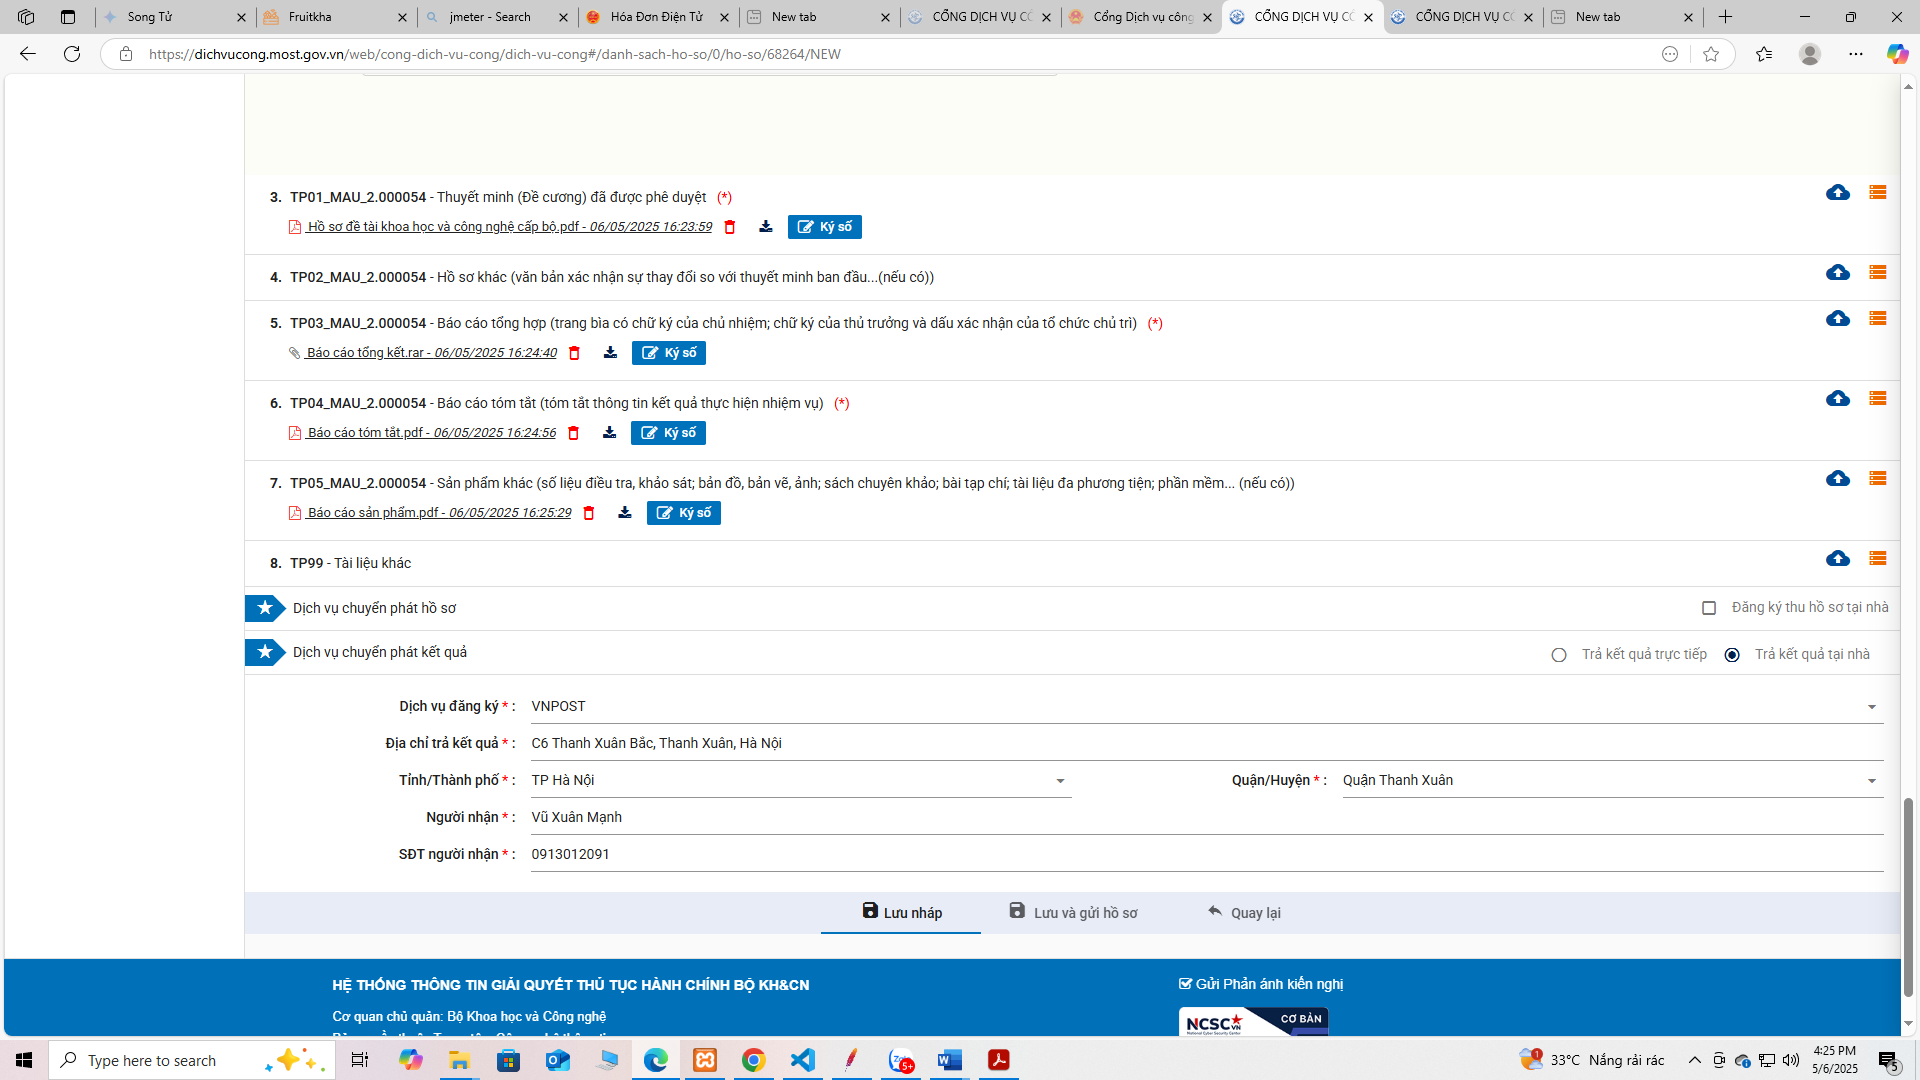 Song Tử
Fruitkha
jmeter - Search
Hóa Đơn Điện Tử
New tab
CỔNG DỊCH VỤ CÔ
Cổng Dịch vụ công
CỔNG DỊCH VỤ CÔ
CỔNG DỊCH VỤ CÔ
New tab
https://dichvucong.most.gov.vn/web/cong-dich-vu-cong/dich-vu-cong#/danh-sach-ho-so/0/ho-so/68264/NEW
3. TP01_MAU_2.000054 - Thuyết minh (Đề cương) đã được phê duyệt (*)
Hồ sơ đề tài khoa học và công nghệ cấp bộ.pdf - 06/05/2025 16:23:59 Ký số
4. TP02_MAU_2.000054 - Hồ sơ khác (văn bản xác nhận sự thay đổi so với thuyết minh ban đầu...(nếu có))
5. TP03_MAU_2.000054 - Báo cáo tổng hợp (trang bìa có chữ ký của chủ nhiệm; chữ ký của thủ trưởng và dấu xác nhận của tổ chức chủ trì) (*)
Báo cáo tổng kết.rar - 06/05/2025 16:24:40 Ký số
6. TP04_MAU_2.000054 - Báo cáo tóm tắt (tóm tắt thông tin kết quả thực hiện nhiệm vụ) (*)
Báo cáo tóm tắt.pdf - 06/05/2025 16:24:56 Ký số
7. TP05_MAU_2.000054 - Sản phẩm khác (số liệu điều tra, khảo sát; bản đồ, bản vẽ, ảnh; sách chuyên khảo; bài tạp chí; tài liệu đa phương tiện; phần mềm... (nếu có))
Báo cáo sản phẩm.pdf - 06/05/2025 16:25:29 Ký số
8. TP99 - Tài liệu khác
Dịch vụ chuyển phát hồ sơ
Đăng ký thu hồ sơ tại nhà
Dịch vụ chuyển phát kết quả
Trả kết quả trực tiếp
Trả kết quả tại nhà
Dịch vụ đăng ký * : VNPOST
Địa chỉ trả kết quả * : C6 Thanh Xuân Bắc, Thanh Xuân, Hà Nội
Tỉnh/Thành phố * : TP Hà Nội
Quận/Huyện * : Quận Thanh Xuân
Người nhận * : Vũ Xuân Mạnh
SĐT người nhận * : 0913012091
Lưu nháp
Lưu và gửi hồ sơ
Quay lại
HỆ THỐNG THÔNG TIN GIẢI QUYẾT THỦ TỤC HÀNH CHÍNH BỘ KH&CN
Cơ quan chủ quản: Bộ Khoa học và Công nghệ
Gửi Phản ánh kiến nghị
NCSC VN
CƠ BẢN
Type here to search
5+
1
33°C Nắng rải rác
4:25 PM
5/6/2025
5